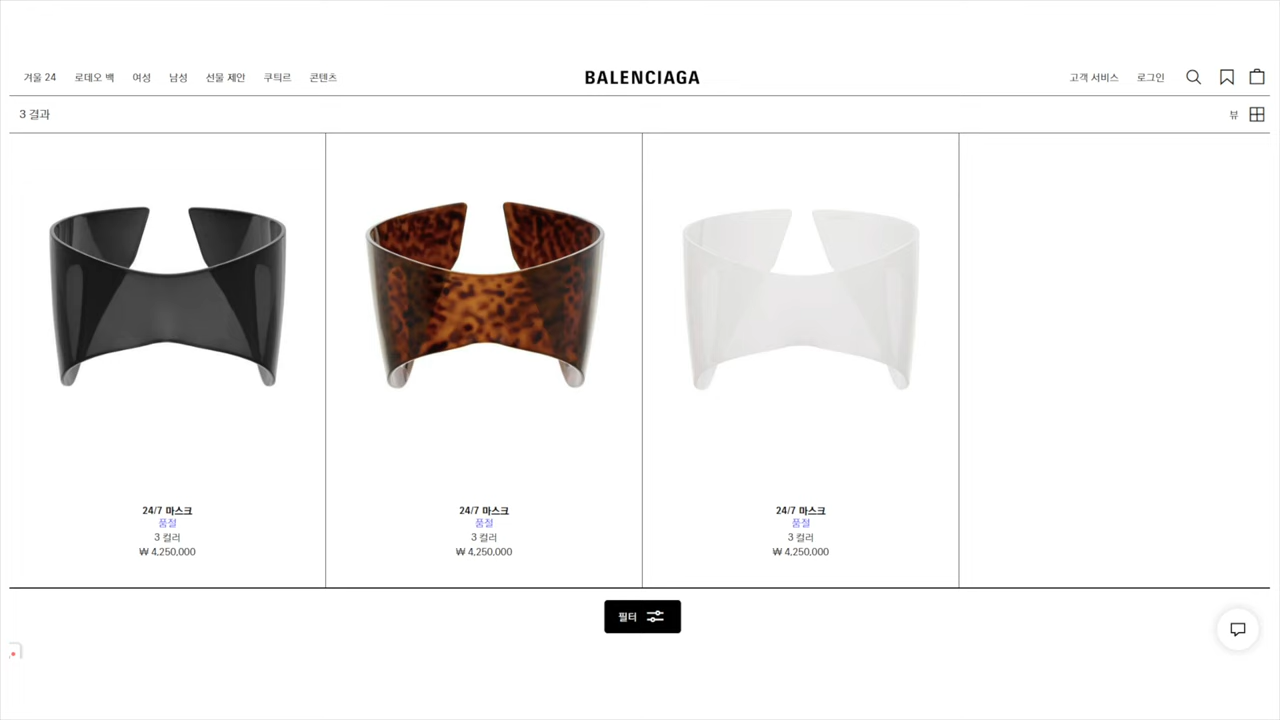 겨울 24 로데오 백 여성 남성 선물 제안 쿠틔르 콘텐츠 BALENCIAGA 고객 서비스 로그인
3 결과 뷰
24/7 마스크 24/7 마스크 24/7 마스크
품절 품절 품절
3 컬러 3 컬러 3 컬러
₩ 4,250,000 ₩ 4,250,000 ₩ 4,250,000
필터